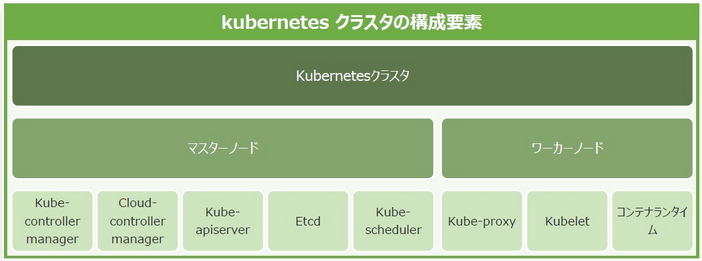 kubernetes クラスタの構成要素
Kubernetesクラスタ
マスターノード
ワーカーノード
Kube-
controller
manager
Cloud-
controller
manager
Kube-
apiserver
Etcd
Kube-
scheduler
Kube-proxy
Kubelet
コンテナランタイ
ム